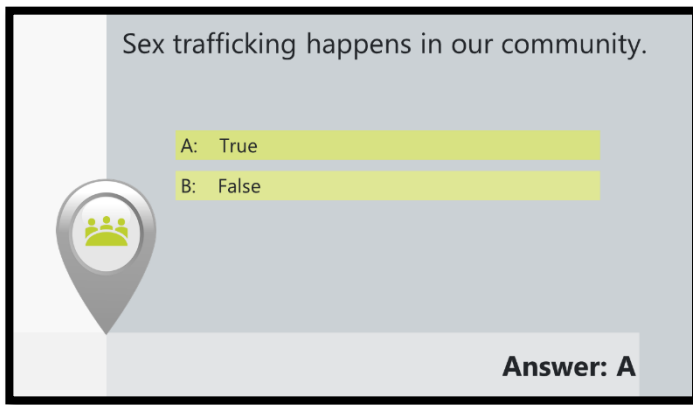 Sex trafficking happens in our community.
A: True
B: False
Answer: A